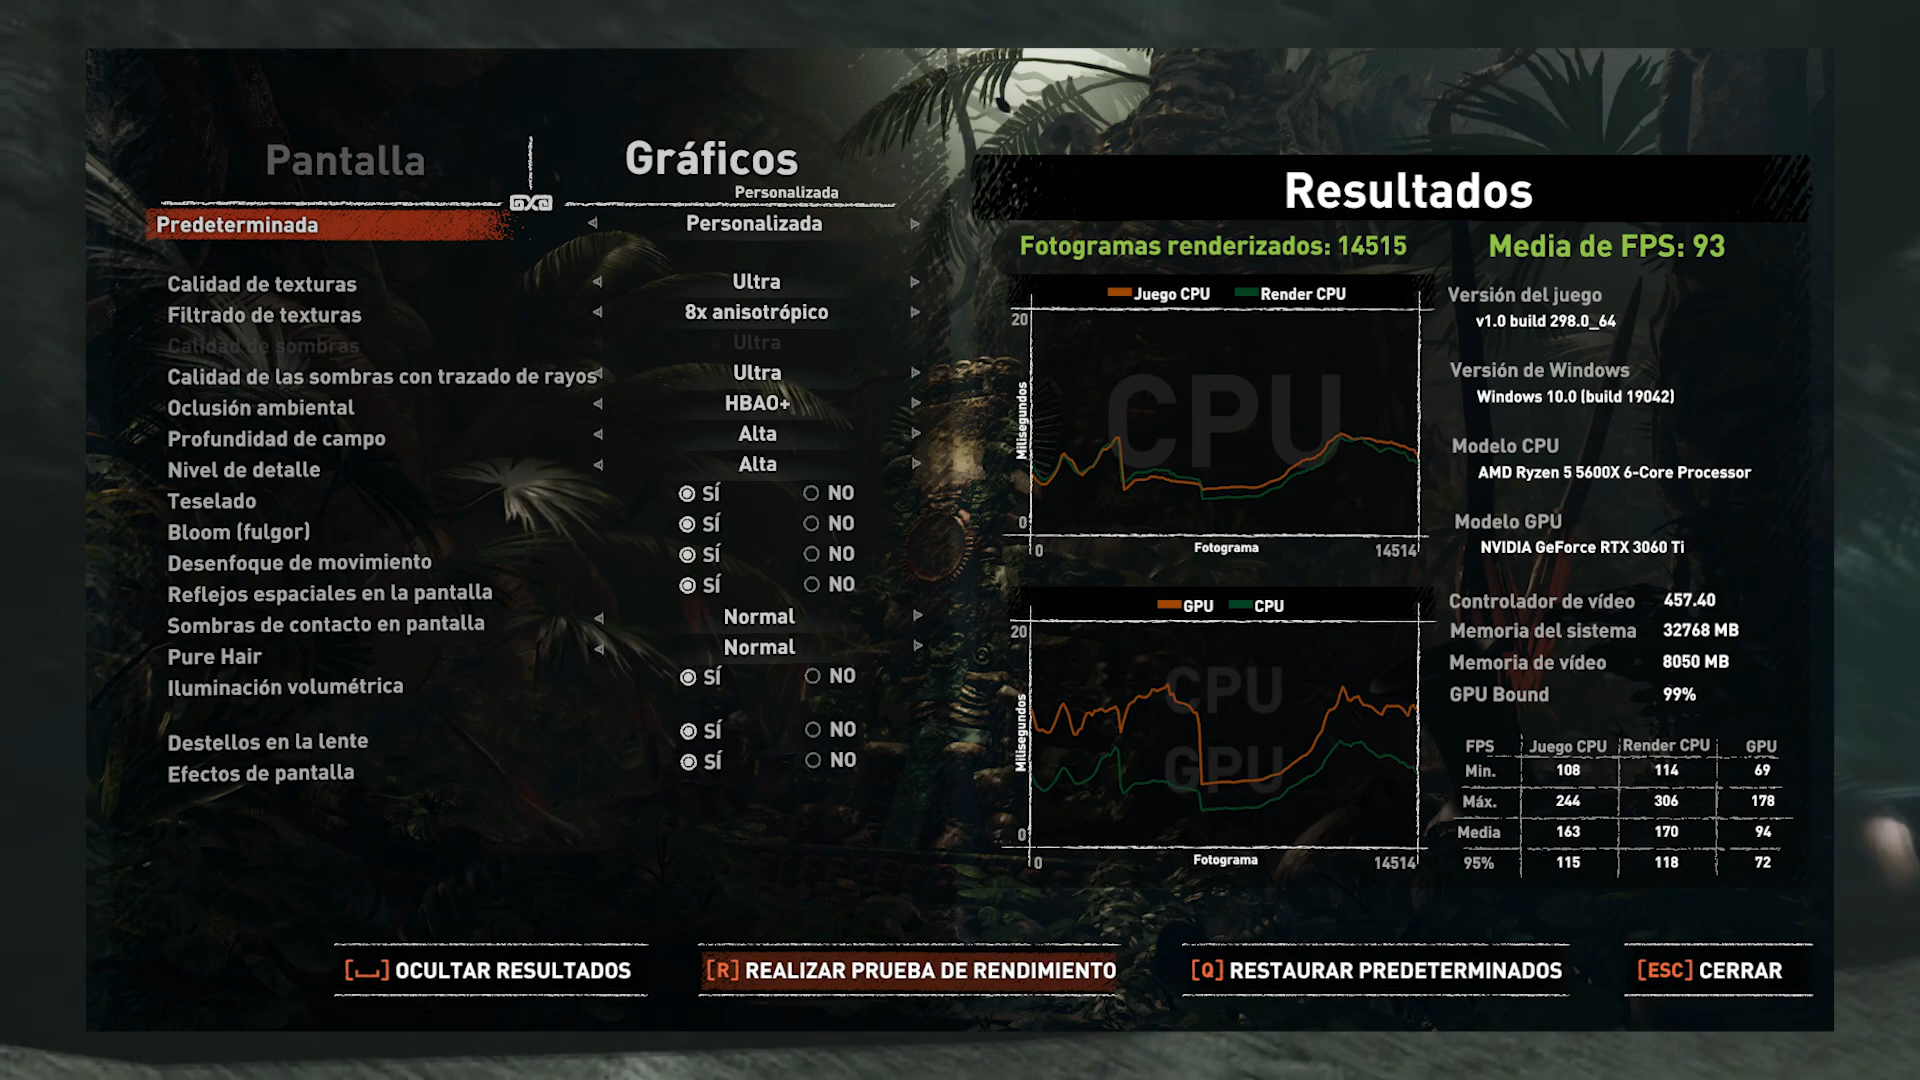 Pantalla
Gráficos
Personalizada
Predeterminada
Personalizada
Calidad de texturas
Ultra
Filtrado de texturas
8x anisotrópico
Calidad de sombras
Ultra
Calidad de las sombras con trazado de rayos
Ultra
Oclusión ambiental
HBAO+
Profundidad de campo
Alta
Nivel de detalle
Alta
Teselado
SÍ NO
Bloom (fulgor)
SÍ NO
Desenfoque de movimiento
SÍ NO
Reflejos espaciales en la pantalla
SÍ NO
Sombras de contacto en pantalla
Normal
Pure Hair
Normal
Iluminación volumétrica
SÍ NO
Destellos en la lente
SÍ NO
Efectos de pantalla
SÍ NO
Resultados
Fotogramas renderizados: 14515
Media de FPS: 93
Juego CPU Render CPU
20
CPU
Milisegundos
0
0 Fotograma 14514
GPU CPU
20
CPU
GPU
Milisegundos
0
0 Fotograma 14514
Versión del juego
v1.0 build 298.0_64
Versión de Windows
Windows 10.0 (build 19042)
Modelo CPU
AMD Ryzen 5 5600X 6-Core Processor
Modelo GPU
NVIDIA GeForce RTX 3060 Ti
Controlador de vídeo 457.40
Memoria del sistema 32768 MB
Memoria de vídeo 8050 MB
GPU Bound 99%
FPS Juego CPU Render CPU GPU
Min. 108 114 69
Máx. 244 306 178
Media 163 170 94
95% 115 118 72
[⎵] OCULTAR RESULTADOS
[R] REALIZAR PRUEBA DE RENDIMIENTO
[Q] RESTAURAR PREDETERMINADOS
[ESC] CERRAR